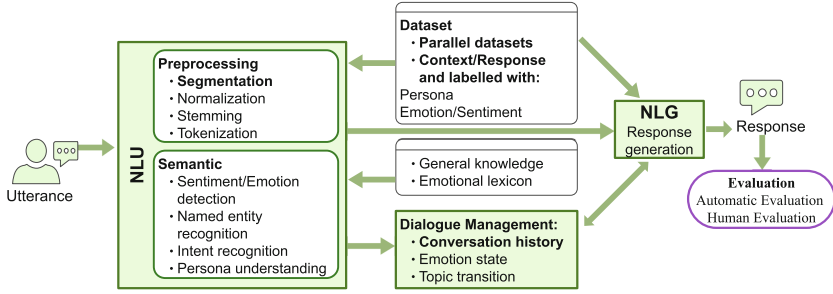 Utterance
NLU
Preprocessing
· Segmentation
· Normalization
· Stemming
· Tokenization
Semantic
· Sentiment/Emotion
detection
· Named entity
recognition
· Intent recognition
· Persona understanding
Dataset
· Parallel datasets
· Context/Response
and labelled with:
Persona
Emotion/Sentiment
· General knowledge
· Emotional lexicon
Dialogue Management:
· Conversation history
· Emotion state
· Topic transition
NLG
Response
generation
Response
Evaluation
Automatic Evaluation
Human Evaluation